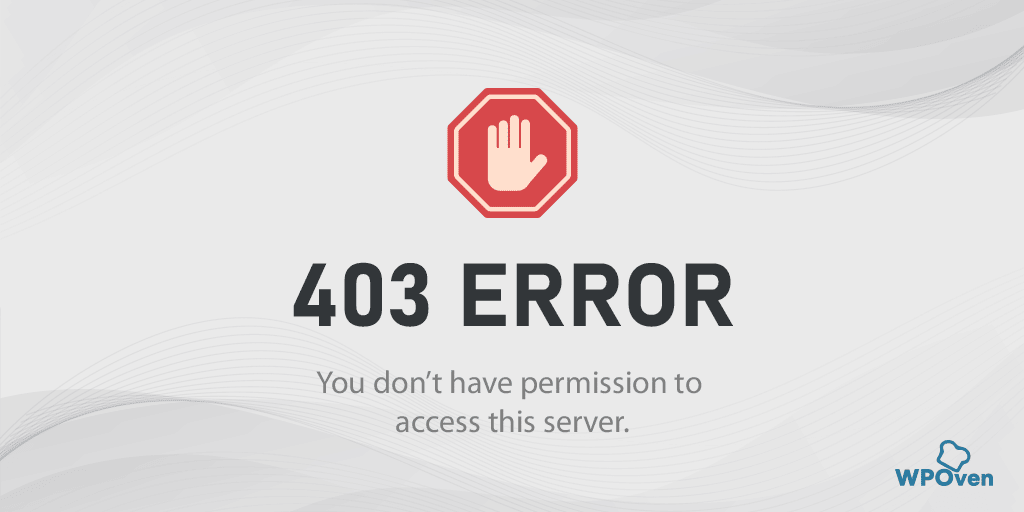 403 ERROR
You don’t have permission to
access this server.
WPOven